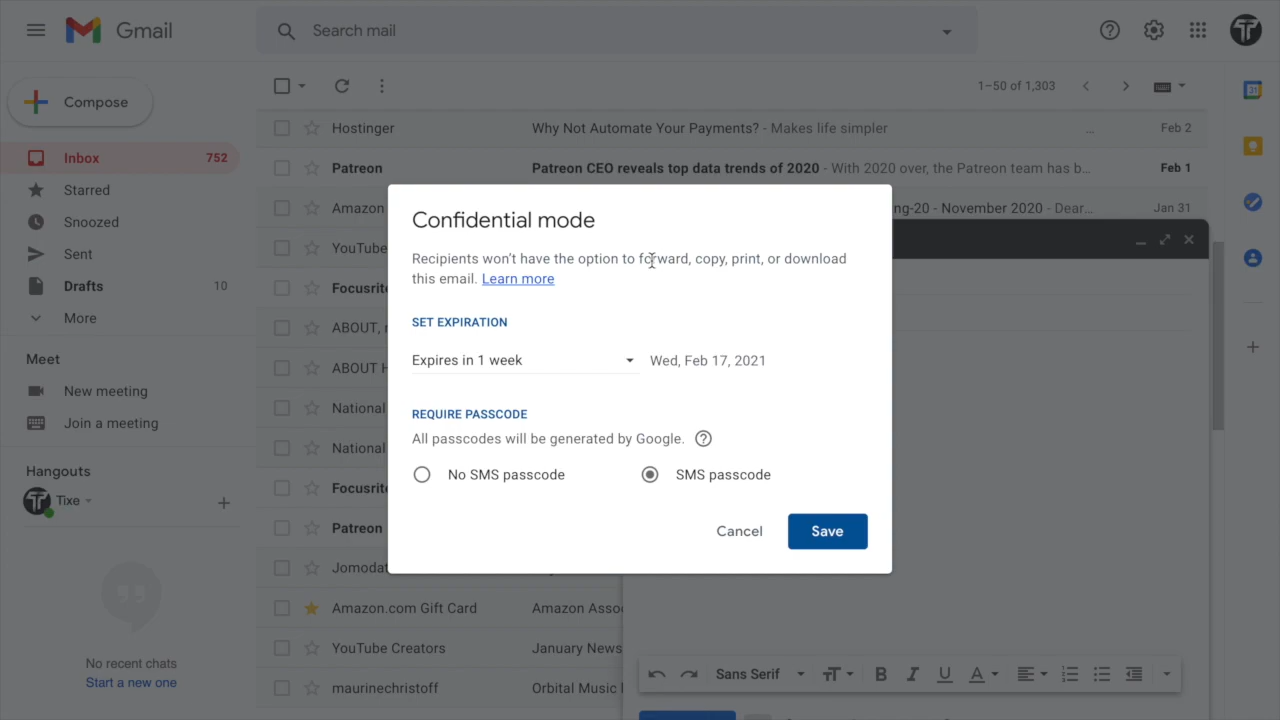 Gmail
Search mail
Compose
1–50 of 1,303
Hostinger Why Not Automate Your Payments? - Makes life simpler ... Feb 2
Inbox 752
Patreon Patreon CEO reveals top data trends of 2020 - With 2020 over, the Patreon team has b... Feb 1
Starred
Amazon ng-20 - November 2020 - Dear... Jan 31
Snoozed
YouTube
Sent
Focusrite
Drafts 10
More
ABOUT,
ABOUT H
National
National
Focusrite
Patreon
Jomodat
Amazon.com Gift Card Amazon Asso
YouTube Creators January News
maurinechristoff Orbital Music
Meet
New meeting
Join a meeting
Hangouts
Tixe
No recent chats
Start a new one
Confidential mode
Recipients won't have the option to forward, copy, print, or download
this email. Learn more
SET EXPIRATION
Expires in 1 week Wed, Feb 17, 2021
REQUIRE PASSCODE
All passcodes will be generated by Google.
No SMS passcode SMS passcode
Cancel Save
Sans Serif